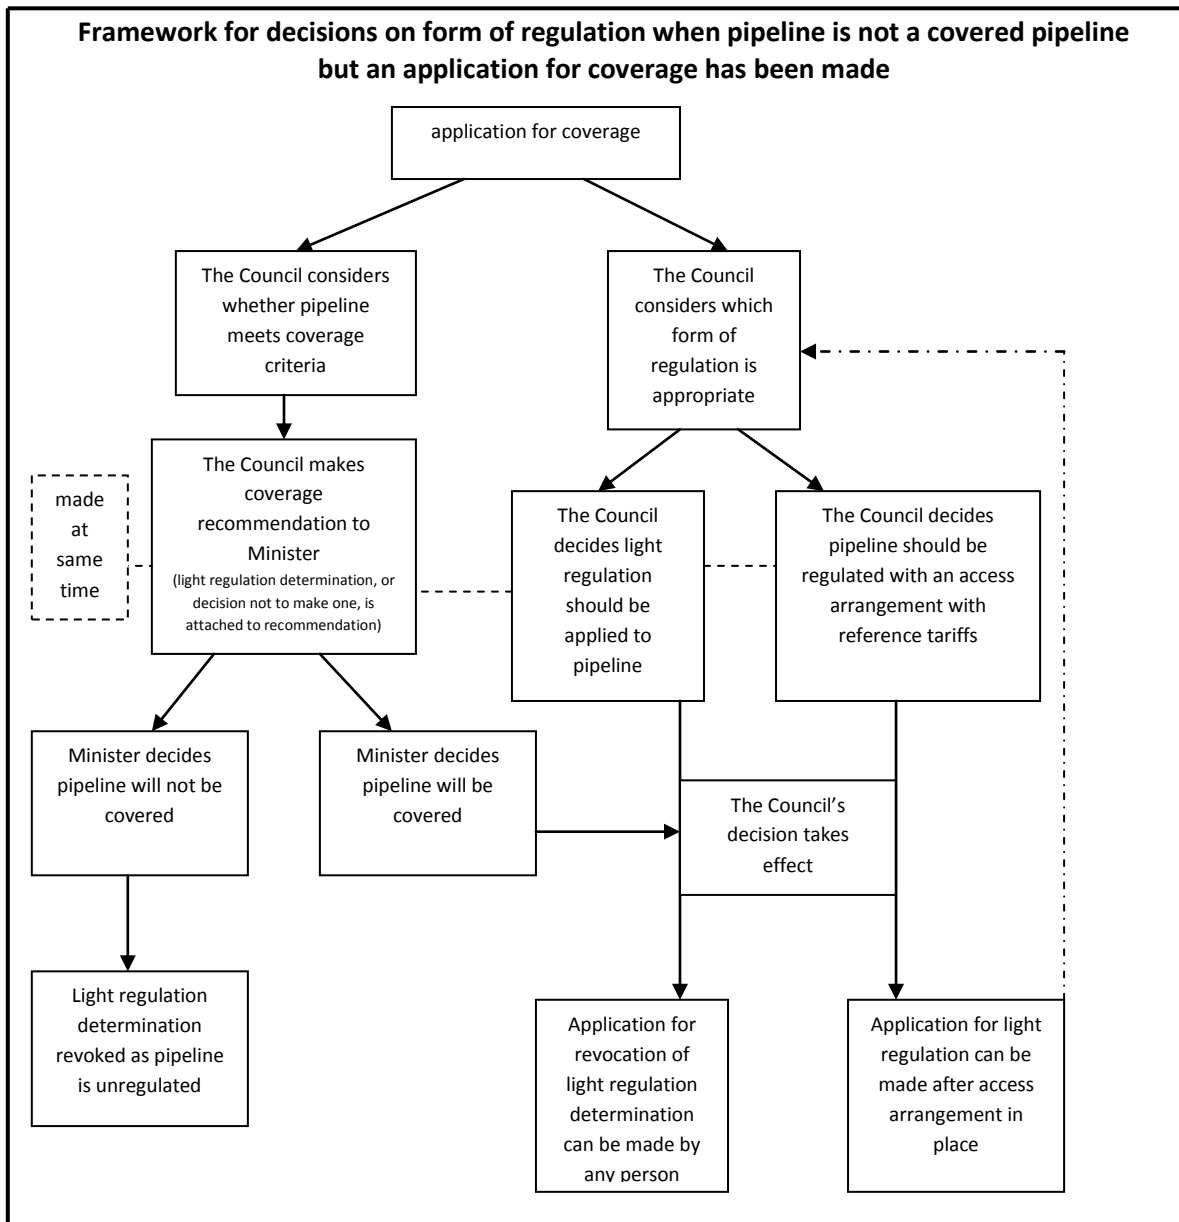 Framework for decisions on form of regulation when pipeline is not a covered pipeline
but an application for coverage has been made
application for coverage
The Council considers
whether pipeline
meets coverage
criteria
The Council
considers which
form of
regulation is
appropriate
made
at
same
time
The Council makes
coverage
recommendation to
Minister
(light regulation determination, or
decision not to make one, is
attached to recommendation)
The Council
decides light
regulation
should be
applied to
pipeline
The Council decides
pipeline should be
regulated with an access
arrangement with
reference tariffs
Minister decides
pipeline will not be
covered
Minister decides
pipeline will be
covered
The Council’s
decision takes
effect
Light regulation
determination
revoked as pipeline
is unregulated
Application for
revocation of
light regulation
determination
can be made by
any person
Application for light
regulation can be
made after access
arrangement in
place